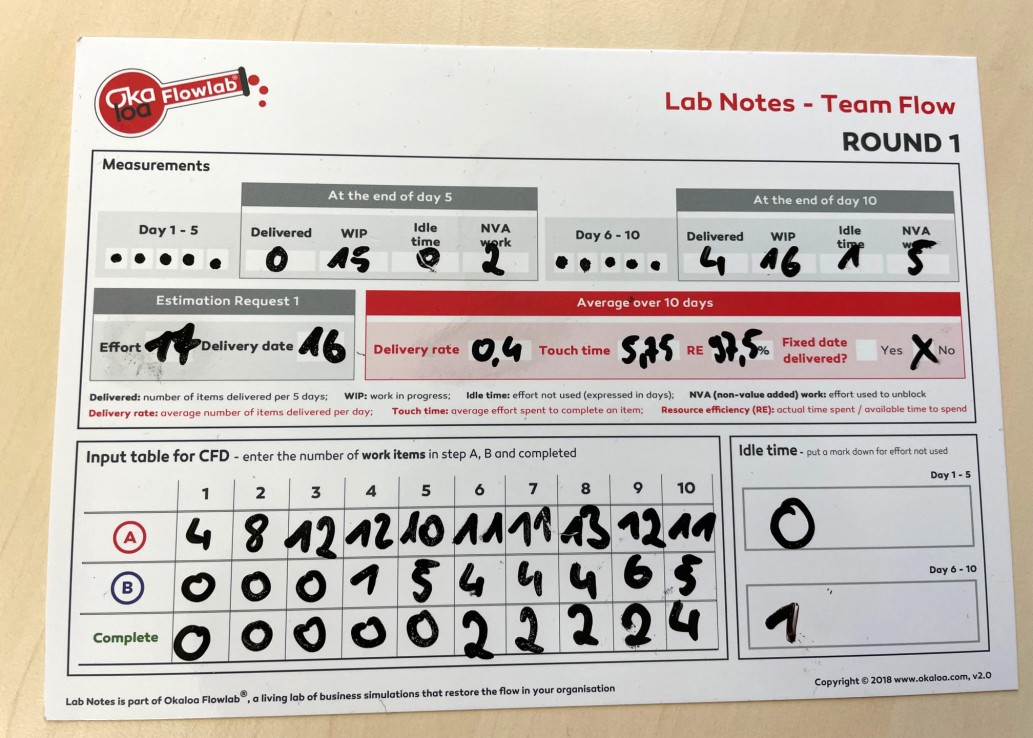 Okaloa Flowlab®
Lab Notes - Team Flow
ROUND 1
Measurements
At the end of day 5
At the end of day 10
Day 1 - 5 Delivered WIP Idle time NVA work Day 6 - 10 Delivered WIP Idle time NVA work
0 15 0 2 4 16 1 5
Estimation Request 1
Average over 10 days
Effort 17 Delivery date 16 Delivery rate 0,4 Touch time 5,75 RE 97,5% Fixed date delivered? Yes X No
Delivered: number of items delivered per 5 days; WIP: work in progress; Idle time: effort not used (expressed in days); NVA (non-value added) work: effort used to unblock
Delivery rate: average number of items delivered per day; Touch time: average effort spent to complete an item; Resource efficiency (RE): actual time spent / available time to spend
Input table for CFD - enter the number of work items in step A, B and completed
1 2 3 4 5 6 7 8 9 10
A 4 8 12 12 10 11 11 13 12 11
B 0 0 0 1 5 4 4 4 6 5
Complete 0 0 0 0 0 2 2 2 2 4
Idle time - put a mark down for effort not used
Day 1 - 5
0
Day 6 - 10
1
Lab Notes is part of Okaloa Flowlab®, a living lab of business simulations that restore the flow in your organisation
Copyright © 2018 www.okaloa.com, v2.0